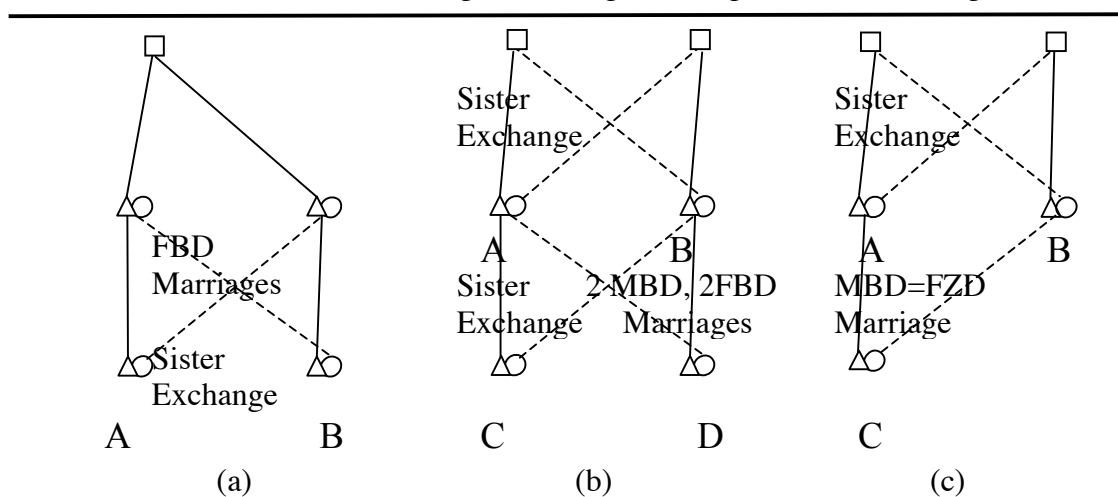 FBD
Marriages
Sister
Exchange
A B
(a)
Sister
Exchange
A B
Sister 2 MBD, 2FBD
Exchange Marriages
C D
(b)
Sister
Exchange
A B
MBD=FZD
Marriage
C
(c)